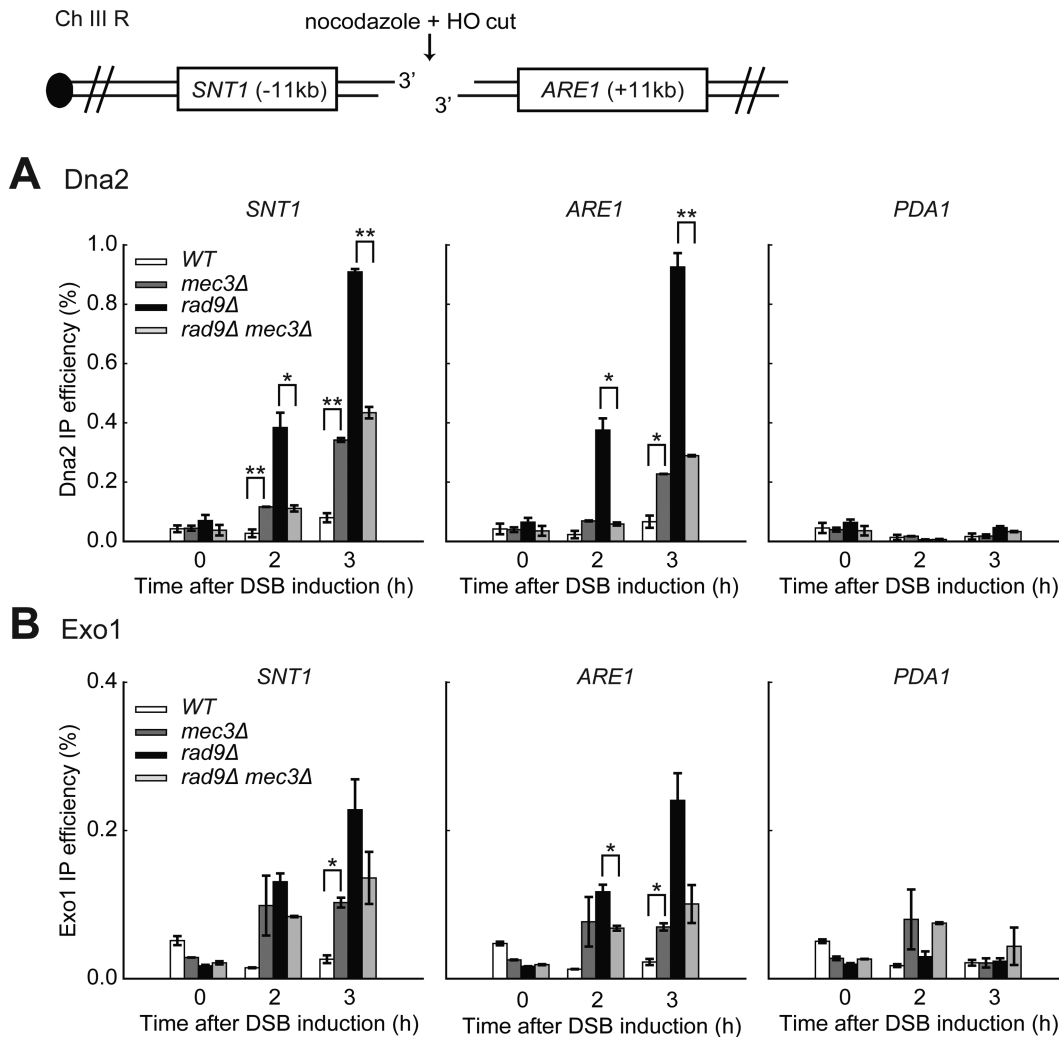 Ch III R
nocodazole + HO cut
SNT1 (-11kb)
3’
3’
ARE1 (+11kb)
A Dna2
SNT1
ARE1
PDA1
Dna2 IP efficiency (%)
1.0
0.8
0.6
0.4
0.2
0.0
WT
mec3Δ
rad9Δ
rad9Δ mec3Δ
**
*
**
**
*
*
**
0 2 3
0 2 3
0 2 3
Time after DSB induction (h)
Time after DSB induction (h)
Time after DSB induction (h)
B Exo1
SNT1
ARE1
PDA1
Exo1 IP efficiency (%)
0.4
0.2
0.0
WT
mec3Δ
rad9Δ
rad9Δ mec3Δ
*
*
*
0 2 3
0 2 3
0 2 3
Time after DSB induction (h)
Time after DSB induction (h)
Time after DSB induction (h)